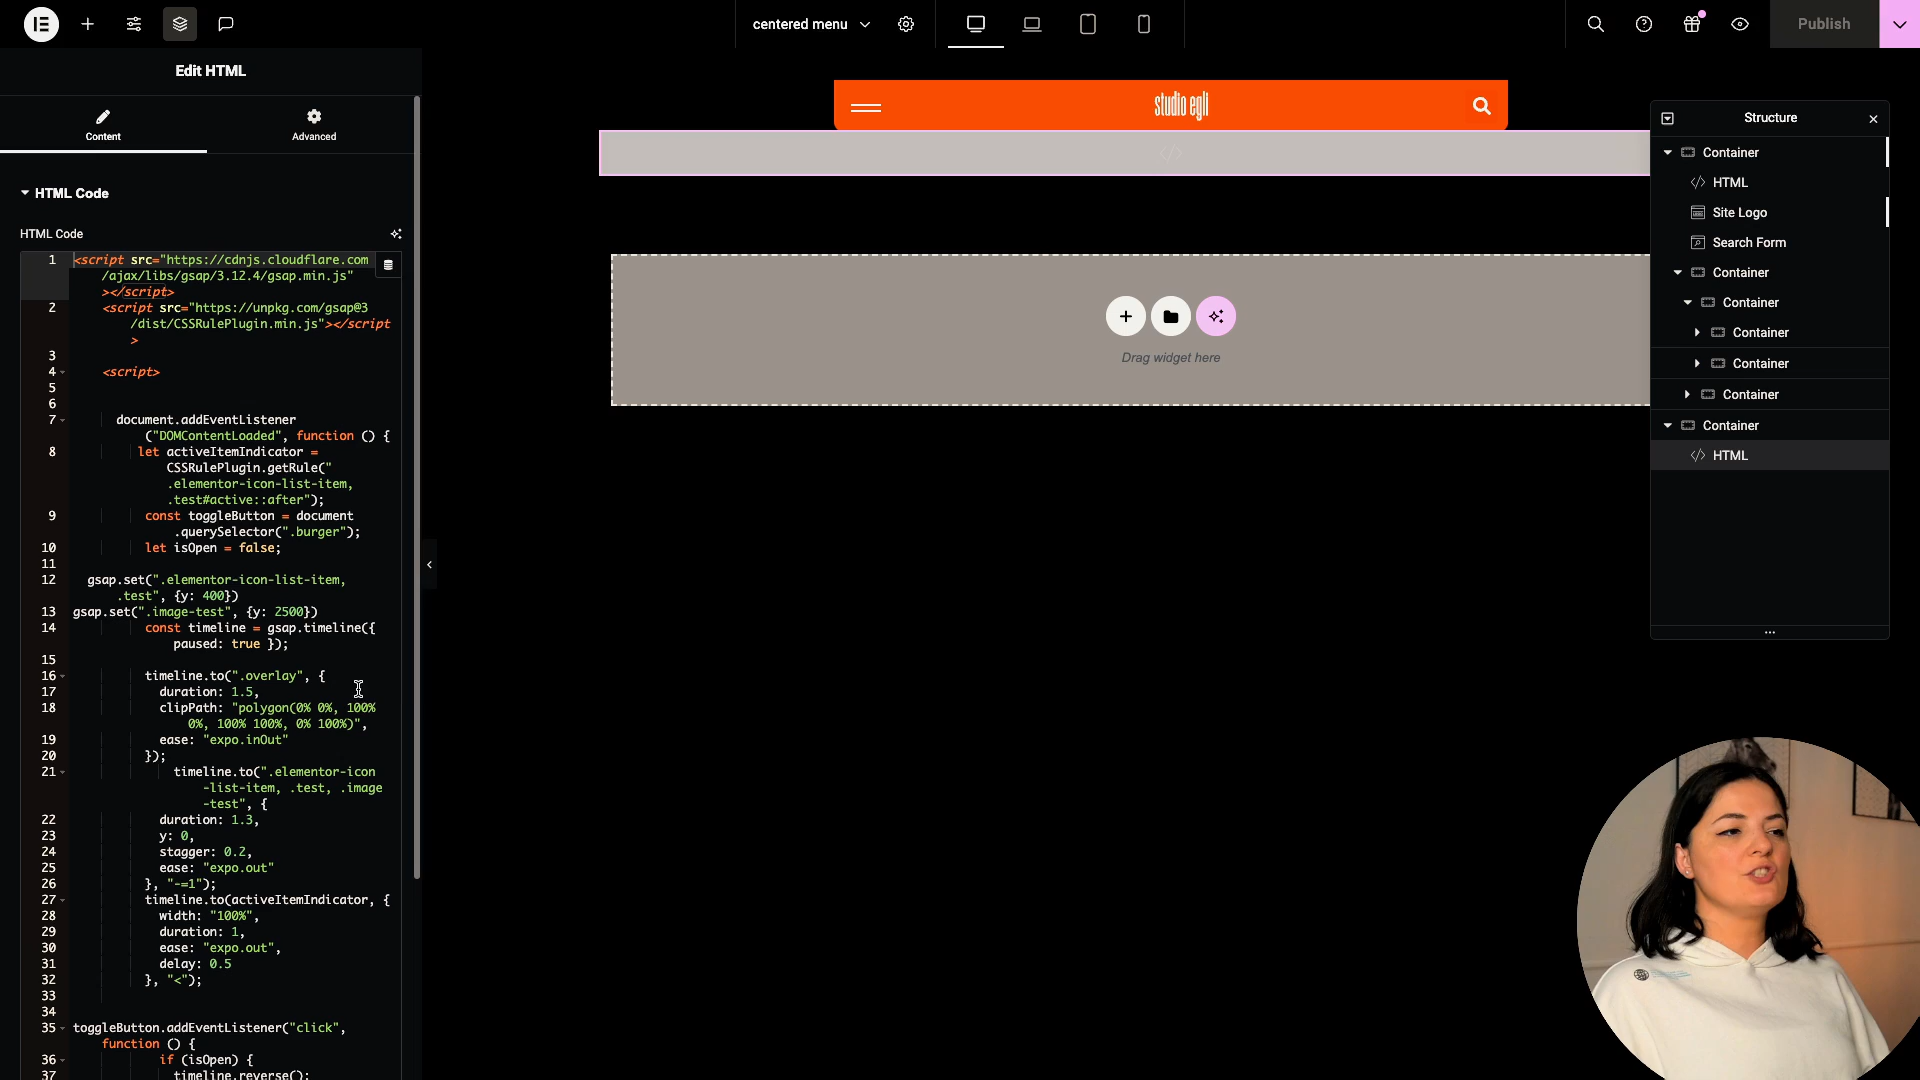 centered menu
Publish
Edit HTML
Content
Advanced
HTML Code
HTML Code
1 <script src="https://cdnjs.cloudflare.com
/ajax/libs/gsap/3.12.4/gsap.min.js"
></script>
2 <script src="https://unpkg.com/gsap@3
/dist/CSSRulePlugin.min.js"></script
>
3
4 <script>
5
6
7 document.addEventListener
("DOMContentLoaded", function () {
8 let activeItemIndicator =
CSSRulePlugin.getRule("
.elementor-icon-list-item,
.test#active::after");
9 const toggleButton = document
.querySelector(".burger");
10 let isOpen = false;
11
12 gsap.set(".elementor-icon-list-item,
.test", {y: 400})
13 gsap.set(".image-test", {y: 2500})
14 const timeline = gsap.timeline({
paused: true });
15
16 timeline.to(".overlay", {
17 duration: 1.5,
18 clipPath: "polygon(0% 0%, 100%
0%, 100% 100%, 0% 100%)",
19 ease: "expo.inOut"
20 });
21 timeline.to(".elementor-icon
-list-item, .test, .image
-test", {
22 duration: 1.3,
23 y: 0,
24 stagger: 0.2,
25 ease: "expo.out"
26 }, "-=1");
27 timeline.to(activeItemIndicator, {
28 width: "100%",
29 duration: 1,
30 ease: "expo.out",
31 delay: 0.5
32 }, "<");
33
34
35 toggleButton.addEventListener("click",
function () {
36 if (isOpen) {
37 timeline.reverse();
studio egli
Drag widget here
Structure
Container
HTML
Site Logo
Search Form
Container
Container
Container
Container
Container
Container
HTML